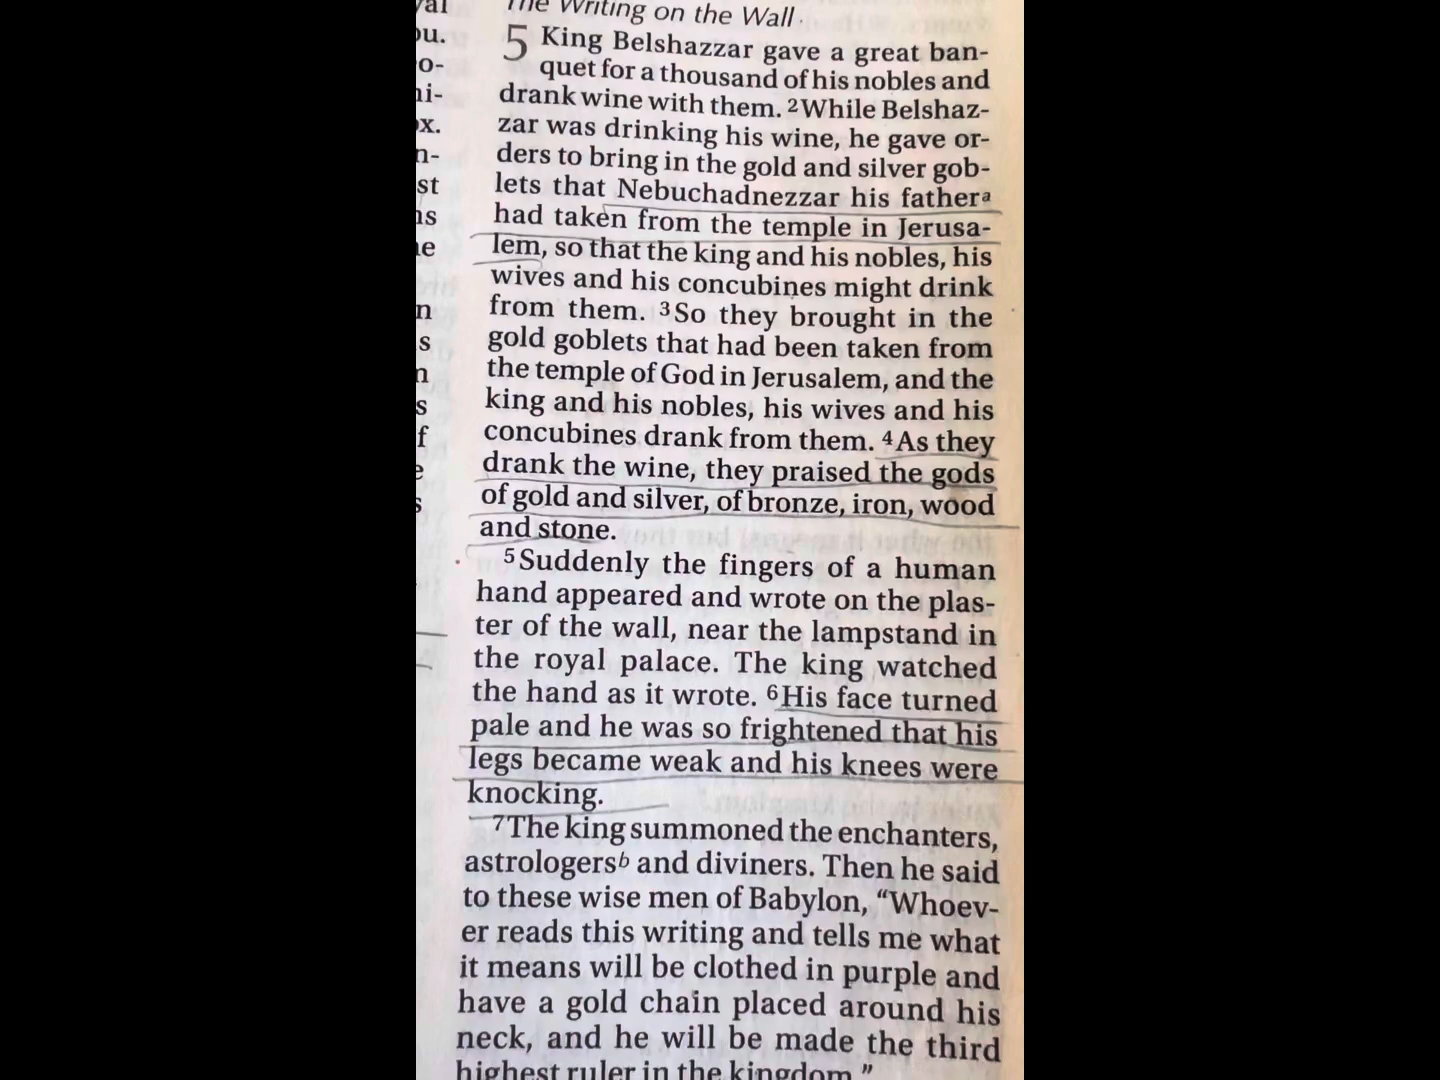 The Writing on the Wall
5 King Belshazzar gave a great ban-
quet for a thousand of his nobles and
drank wine with them. 2While Belshaz-
zar was drinking his wine, he gave or-
ders to bring in the gold and silver gob-
lets that Nebuchadnezzar his fathera
had taken from the temple in Jerusa-
lem, so that the king and his nobles, his
wives and his concubines might drink
from them. 3So they brought in the
gold goblets that had been taken from
the temple of God in Jerusalem, and the
king and his nobles, his wives and his
concubines drank from them. 4As they
drank the wine, they praised the gods
of gold and silver, of bronze, iron, wood
and stone.
5Suddenly the fingers of a human
hand appeared and wrote on the plas-
ter of the wall, near the lampstand in
the royal palace. The king watched
the hand as it wrote. 6His face turned
pale and he was so frightened that his
legs became weak and his knees were
knocking.
7The king summoned the enchanters,
astrologersb and diviners. Then he said
to these wise men of Babylon, “Whoev-
er reads this writing and tells me what
it means will be clothed in purple and
have a gold chain placed around his
neck, and he will be made the third
highest ruler in the kingdom.”